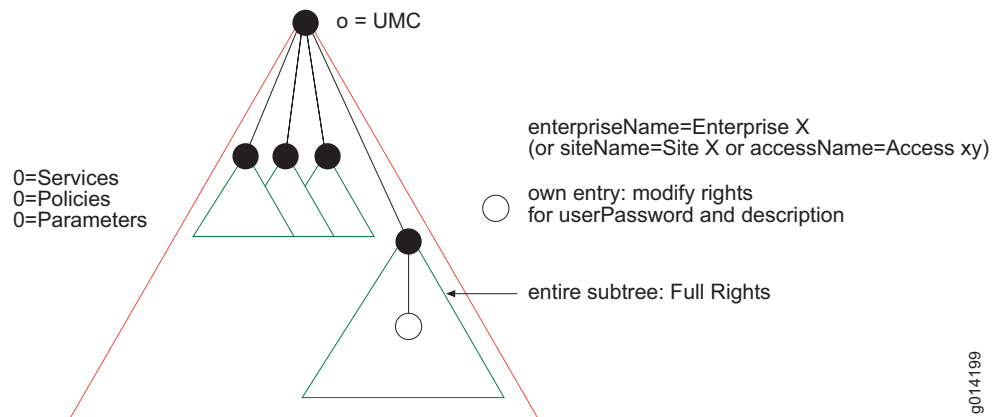 o = UMC
enterpriseName=Enterprise X
(or siteName=Site X or accessName=Access xy)
0=Services
0=Policies
0=Parameters
own entry: modify rights
for userPassword and description
entire subtree: Full Rights
g014199